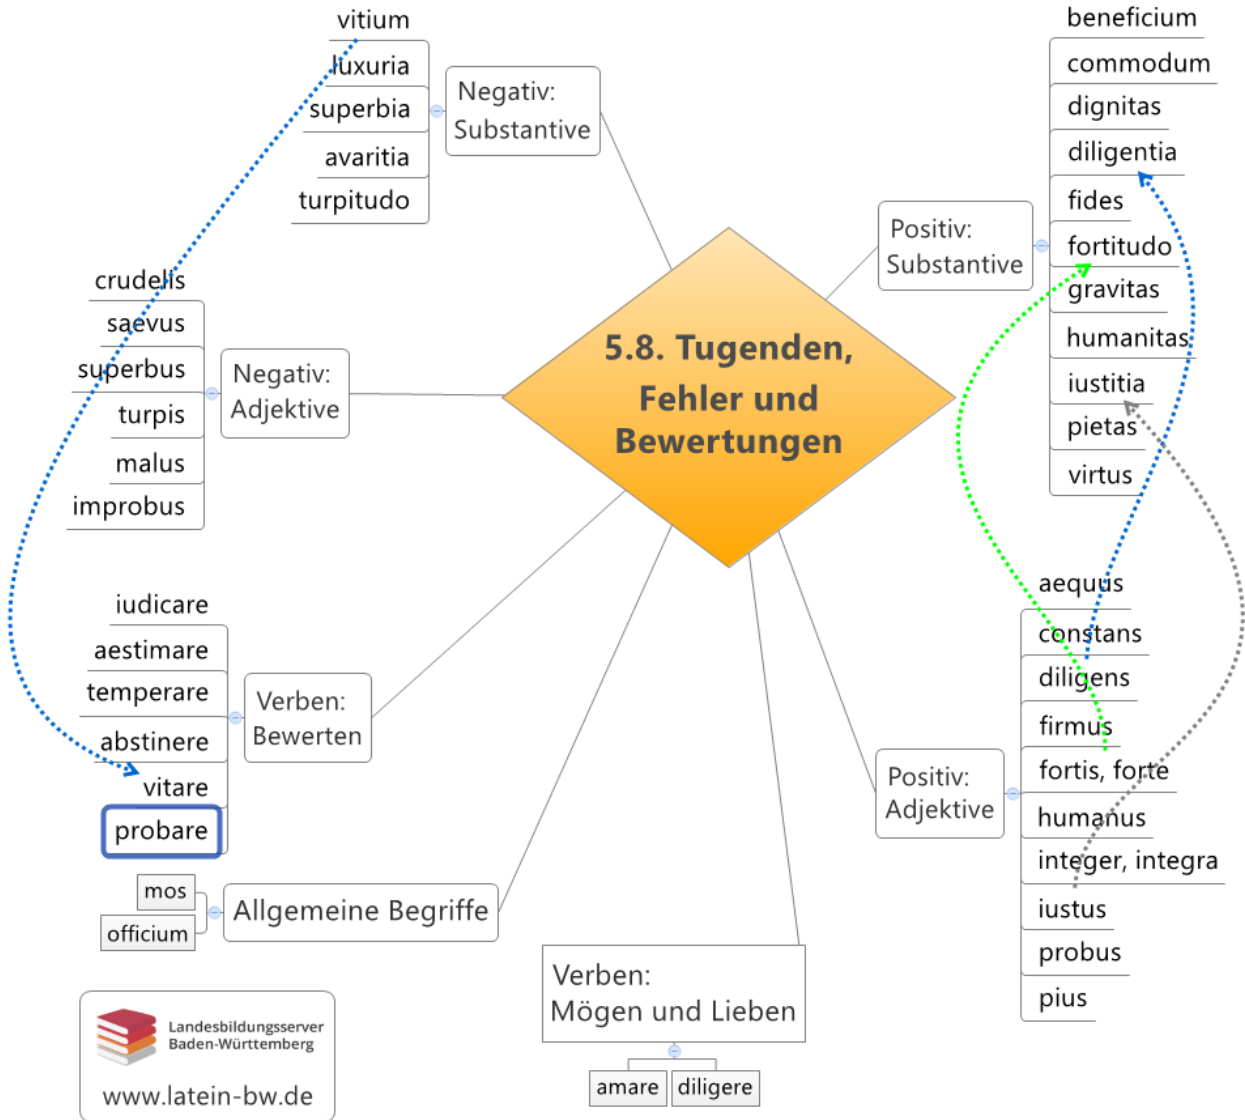 5.8. Tugenden,
Fehler und
Bewertungen
Negativ:
Substantive
vitium
luxuria
superbia
avaritia
turpitudo
Negativ:
Adjektive
crudelis
saevus
superbus
turpis
malus
improbus
Verben:
Bewerten
iudicare
aestimare
temperare
abstinere
vitare
probare
Allgemeine Begriffe
mos
officium
Verben:
Mögen und Lieben
amare
diligere
Positiv:
Substantive
beneficium
commodum
dignitas
diligentia
fides
fortitudo
gravitas
humanitas
iustitia
pietas
virtus
Positiv:
Adjektive
aequus
constans
diligens
firmus
fortis, forte
humanus
integer, integra
iustus
probus
pius
Landesbildungsserver
Baden-Württemberg
www.latein-bw.de